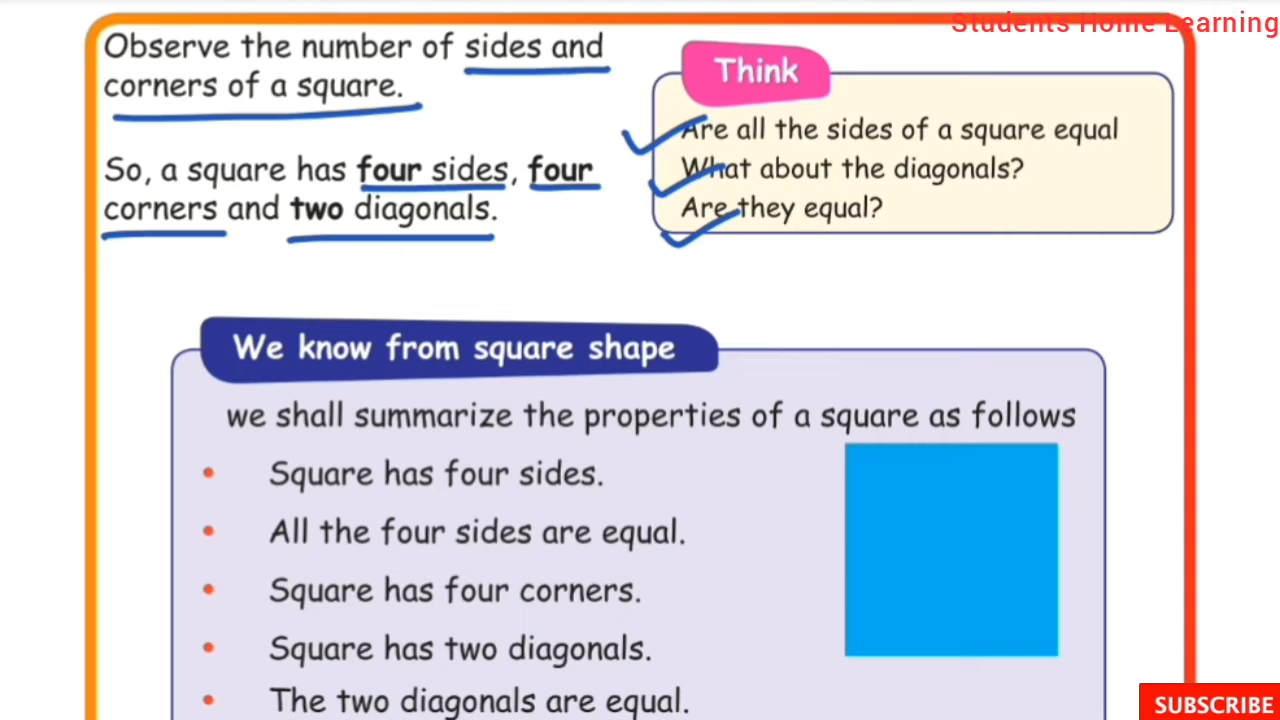 Students Home Learning
Observe the number of sides and
corners of a square.
So, a square has four sides, four
corners and two diagonals.
Think
Are all the sides of a square equal
What about the diagonals?
Are they equal?
We know from square shape
we shall summarize the properties of a square as follows
• Square has four sides.
• All the four sides are equal.
• Square has four corners.
• Square has two diagonals.
• The two diagonals are equal.
SUBSCRIBE